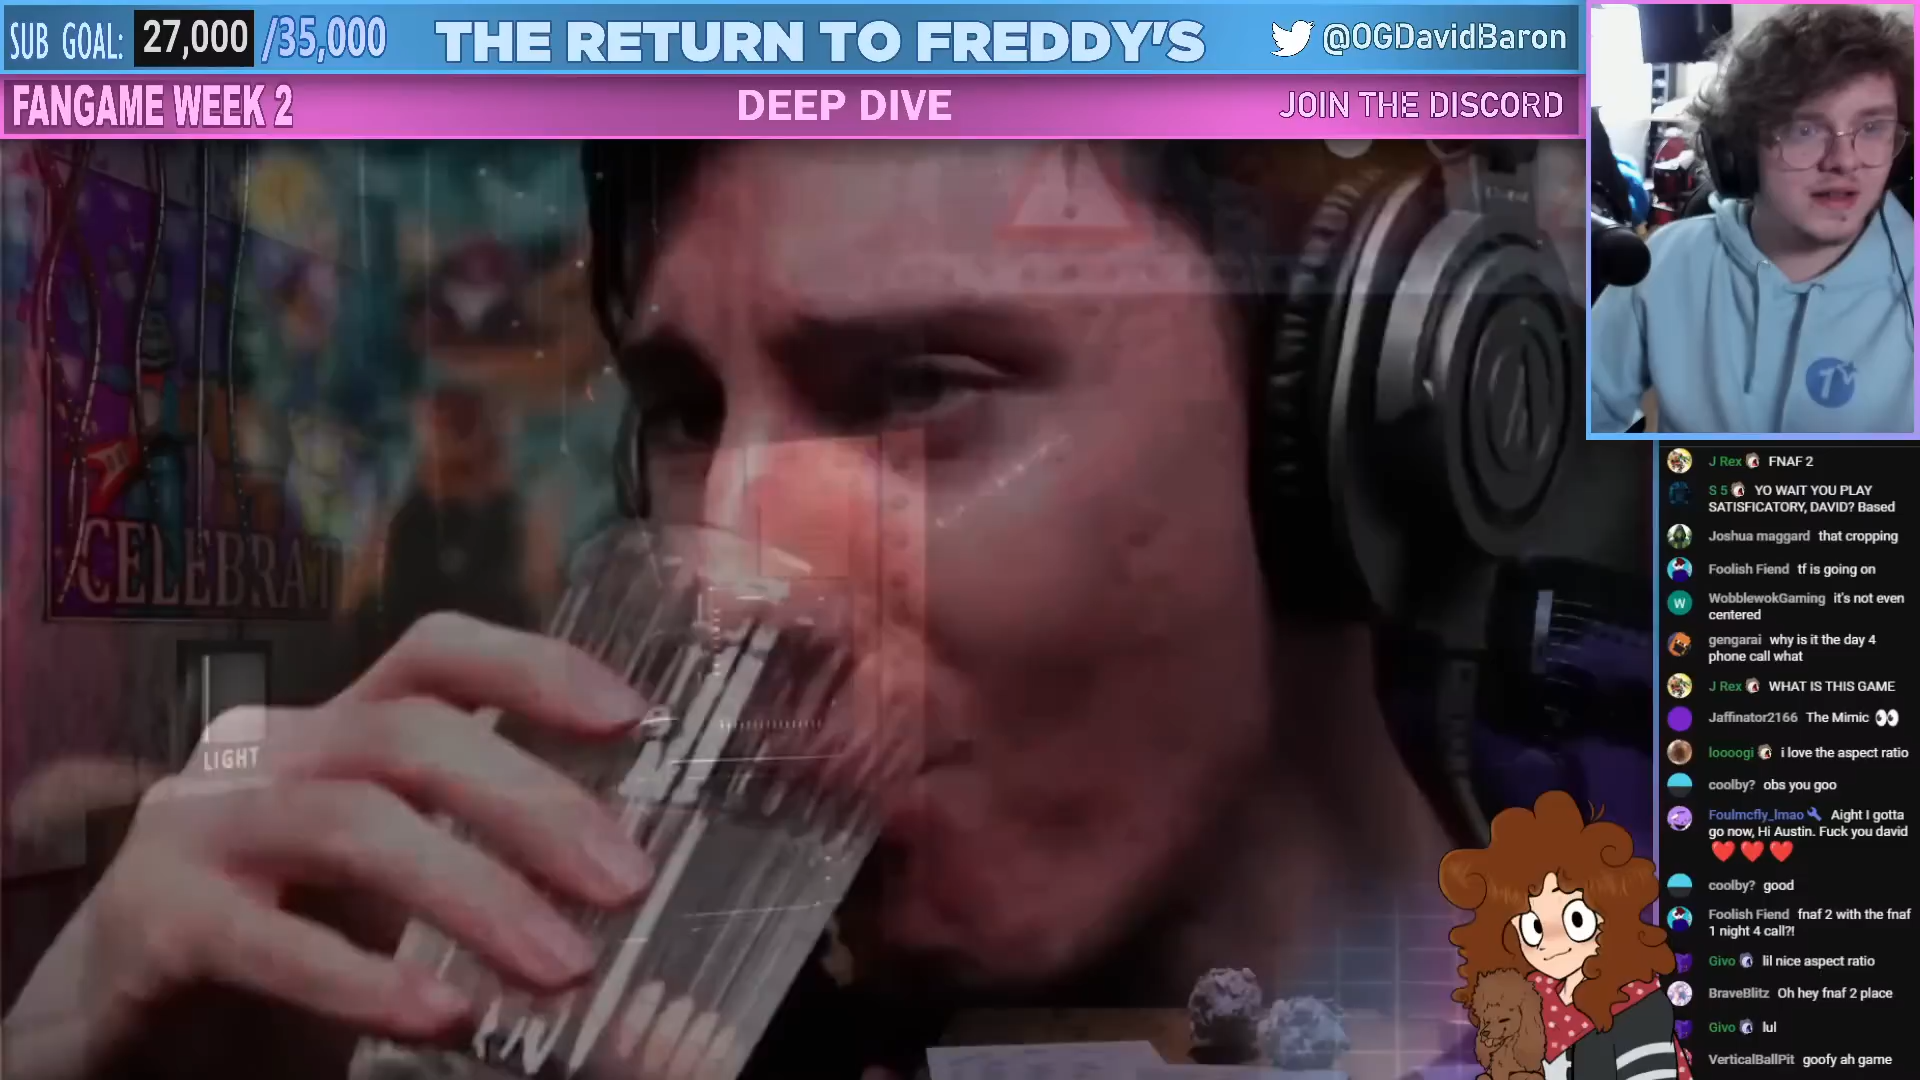 SUB GOAL: 27,000 /35,000
THE RETURN TO FREDDY'S
@OGDavidBaron
FANGAME WEEK 2
DEEP DIVE
JOIN THE DISCORD
CELEBRAT
LIGHT
J Rex FNAF 2
S 5 YO WAIT YOU PLAY
SATISFICATORY, DAVID? Based
Joshua maggard that cropping
Foolish Fiend tf is going on
W
WobblewokGaming it's not even
centered
gengarai why is it the day 4
phone call what
J Rex WHAT IS THIS GAME
Jaffinator2166 The Mimic 👀
loooogi i love the aspect ratio
coolby? obs you goo
Foulmcfly_lmao Aight I gotta
go now, Hi Austin. Fuck you david
❤️ ❤️ ❤️
coolby? good
Foolish Fiend fnaf 2 with the fnaf
1 night 4 call?!
Givo lil nice aspect ratio
BraveBlitz Oh hey fnaf 2 place
Givo lul
VerticalBallPit goofy ah game